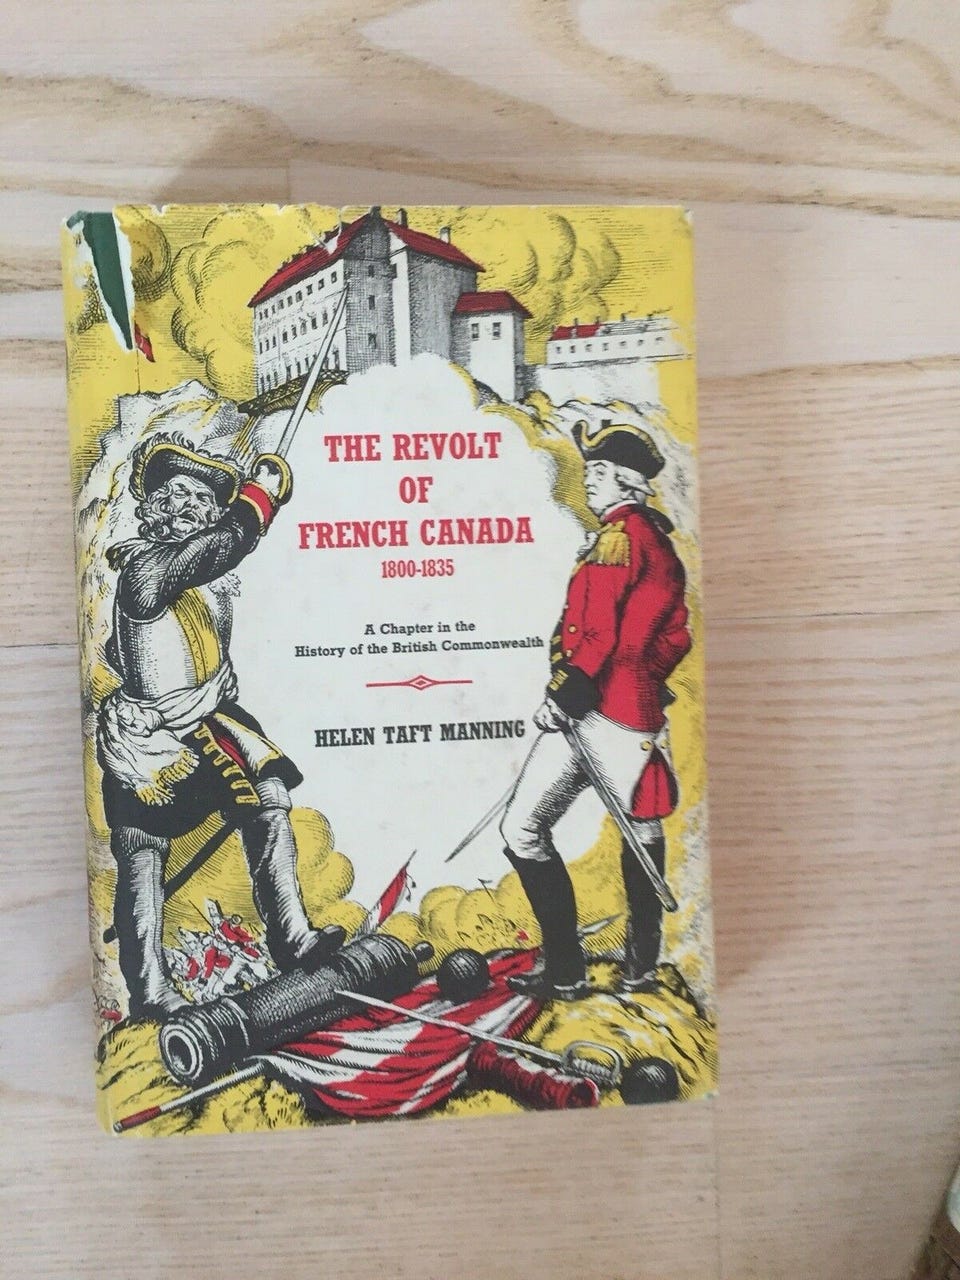 THE REVOLT
OF
FRENCH CANADA
1800-1835
A Chapter in the
History of the British Commonwealth
HELEN TAFT MANNING